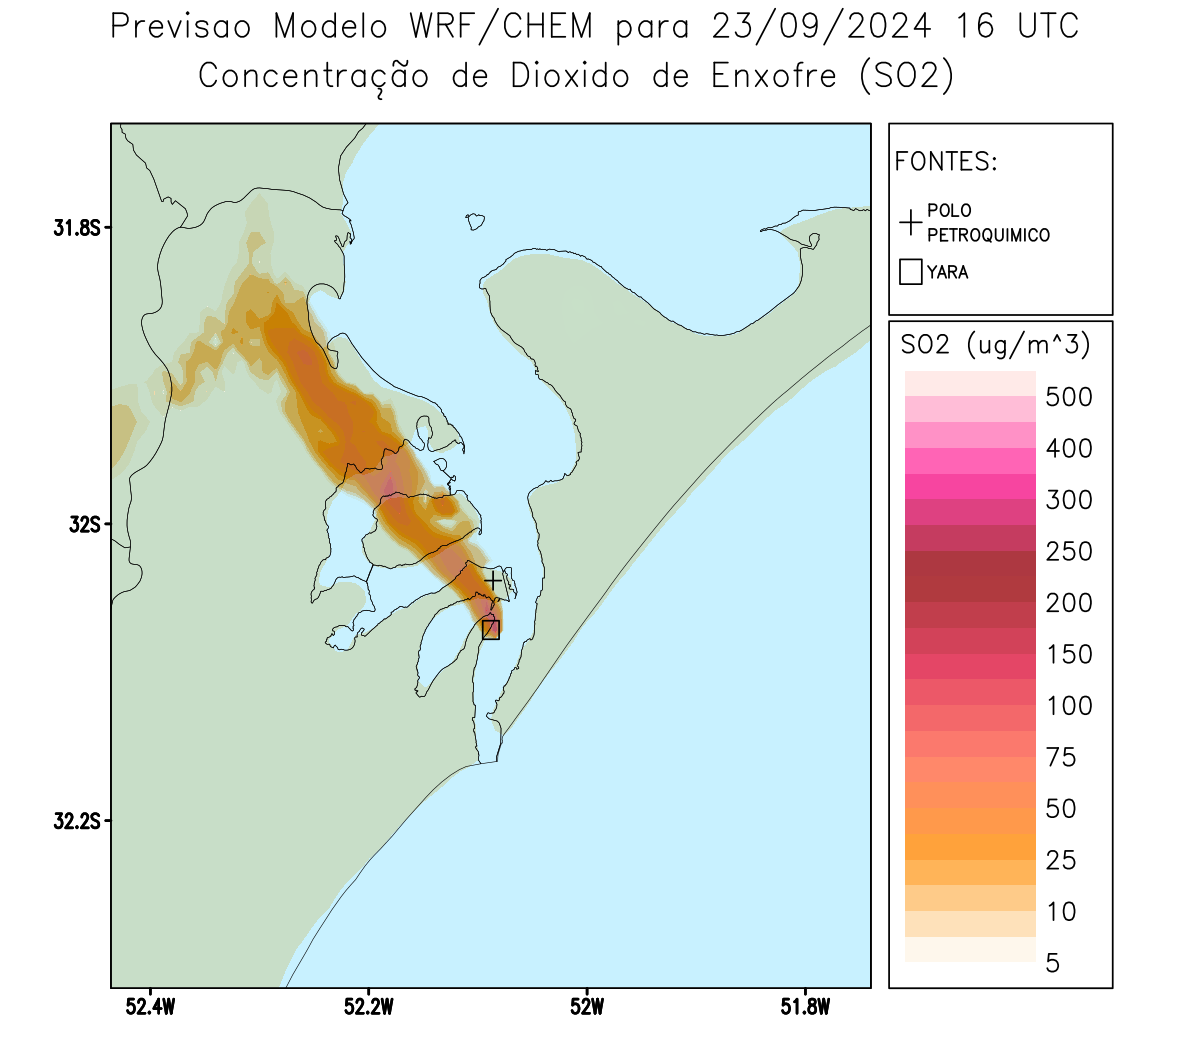 Previsao Modelo WRF/CHEM para 23/09/2024 16 UTC
Concentração de Dioxido de Enxofre (SO2)
FONTES:
POLO
PETROQUIMICO
YARA
31.8S
32S
32.2S
52.4W
52.2W
52W
51.8W
SO2 (ug/m^3)
500
400
300
250
200
150
100
75
50
25
10
5